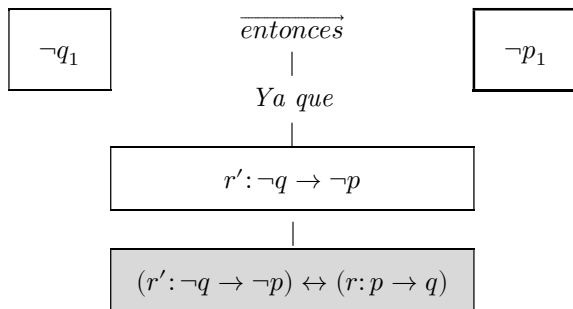 ¬q₁ entonces ¬p₁
Ya que
r′: ¬q → ¬p
(r′: ¬q → ¬p) ↔ (r: p → q)